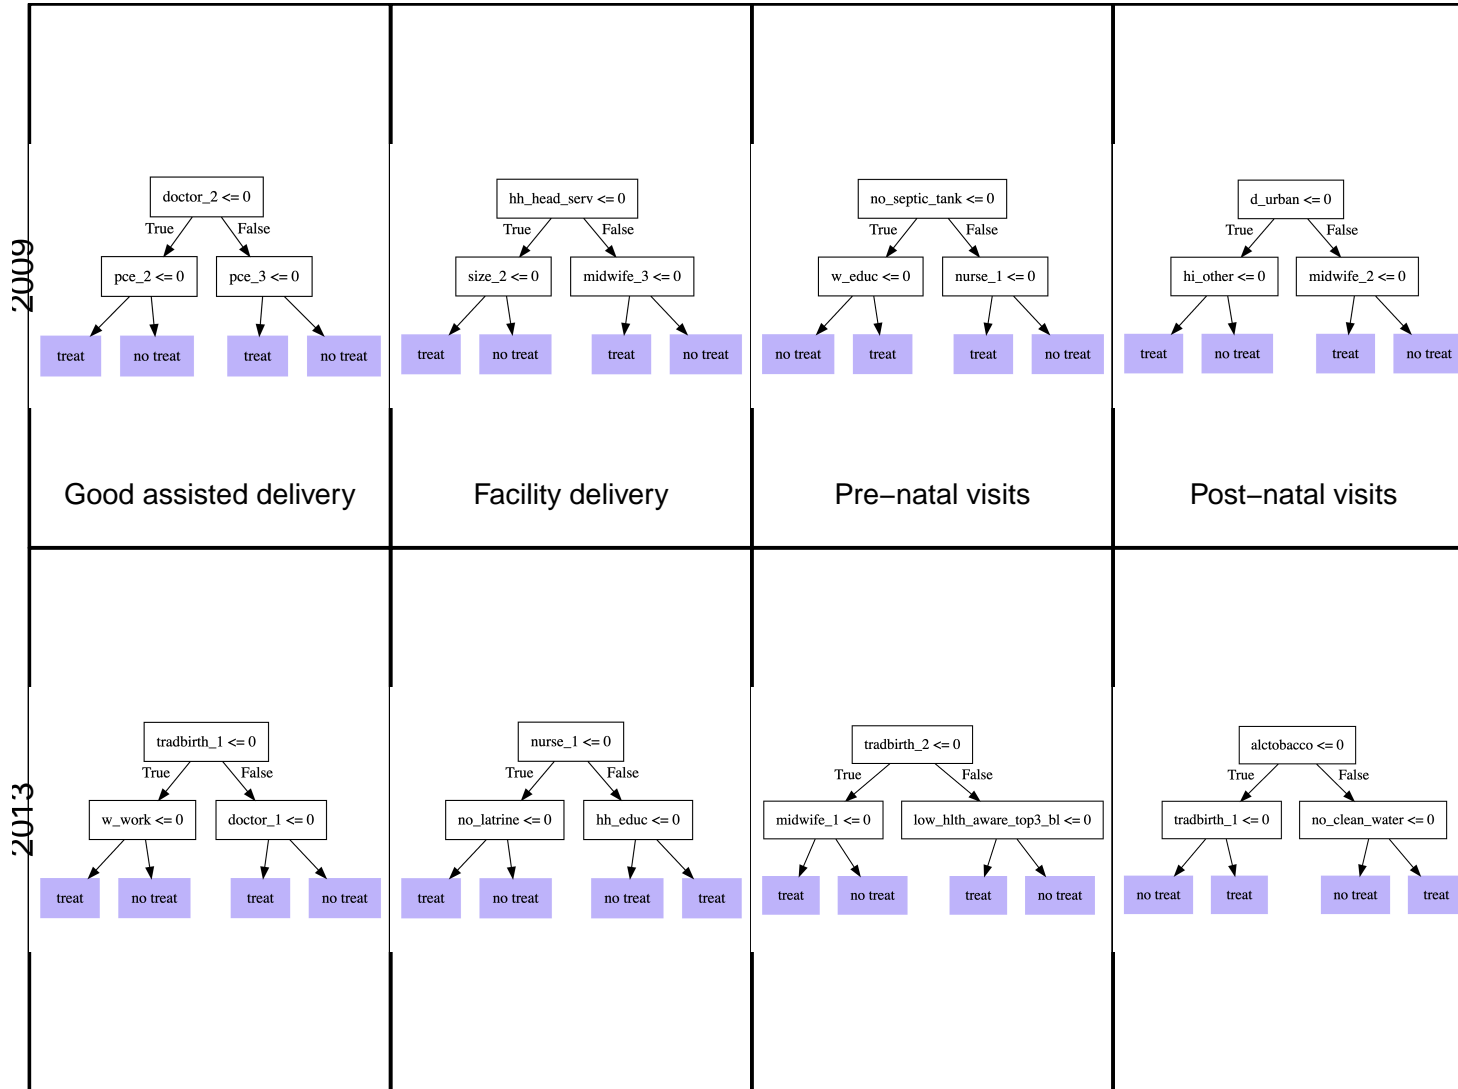 2009
doctor_2 <= 0
True False
pce_2 <= 0 pce_3 <= 0
treat no treat treat no treat
Good assisted delivery
hh_head_serv <= 0
True False
size_2 <= 0 midwife_3 <= 0
treat no treat treat no treat
Facility delivery
no_septic_tank <= 0
True False
w_educ <= 0 nurse_1 <= 0
no treat treat treat no treat
Pre−natal visits
d_urban <= 0
True False
hi_other <= 0 midwife_2 <= 0
treat no treat treat no treat
Post−natal visits
2013
tradbirth_1 <= 0
True False
w_work <= 0 doctor_1 <= 0
treat no treat treat no treat
nurse_1 <= 0
True False
no_latrine <= 0 hh_educ <= 0
treat no treat no treat treat
tradbirth_2 <= 0
True False
midwife_1 <= 0 low_hlth_aware_top3_bl <= 0
treat no treat treat no treat
alctobacco <= 0
True False
tradbirth_1 <= 0 no_clean_water <= 0
no treat treat no treat treat